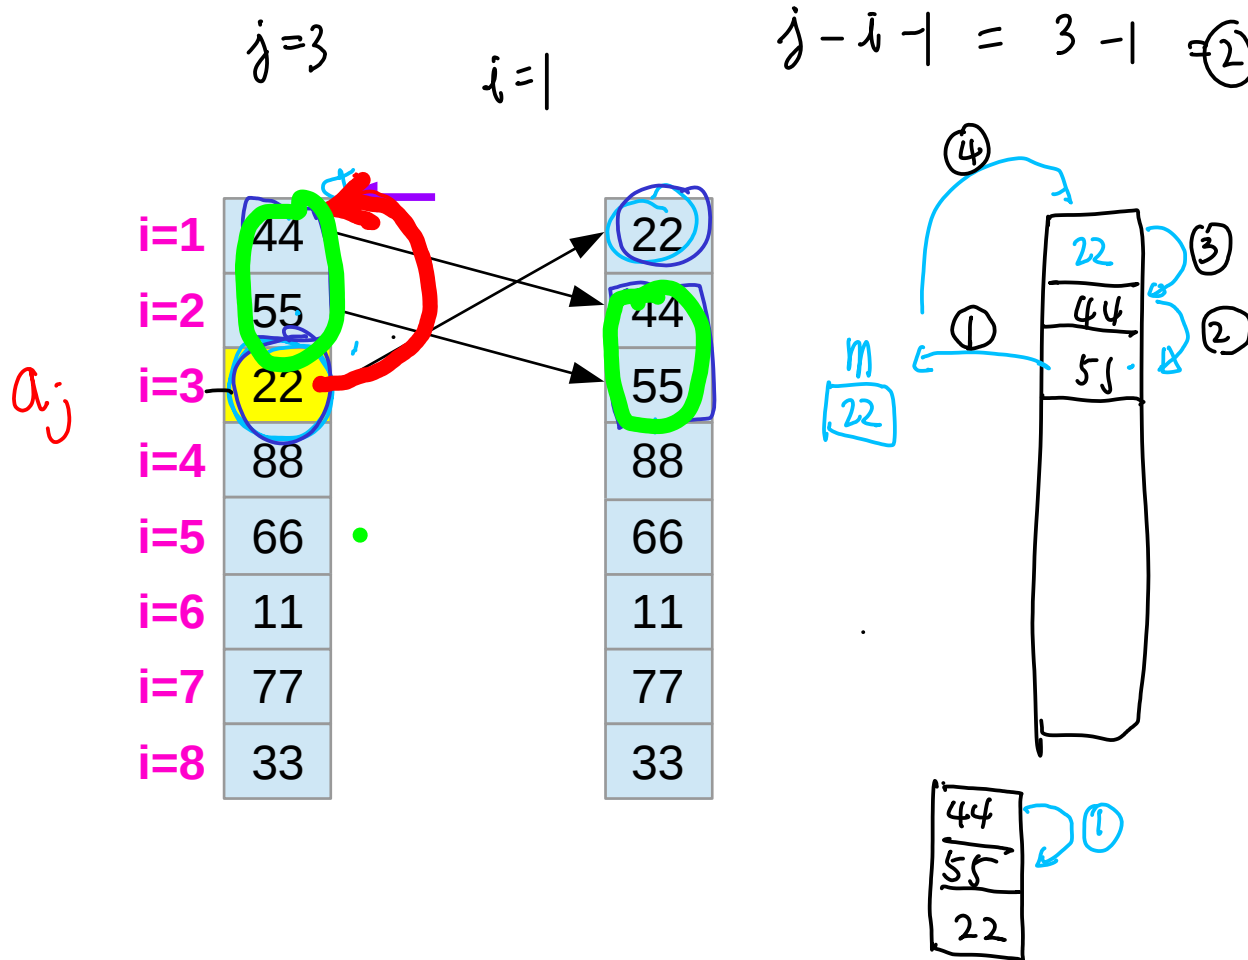 j=3
i=1
j-i-1 = 3-1 =2
4
i=1 44 22
22 3
i=2 55 44
44 2
1
55
m
aj i=3 22 55
22
i=4 88 88
i=5 66 66
i=6 11 11
i=7 77 77
i=8 33 33
44 1
55
22